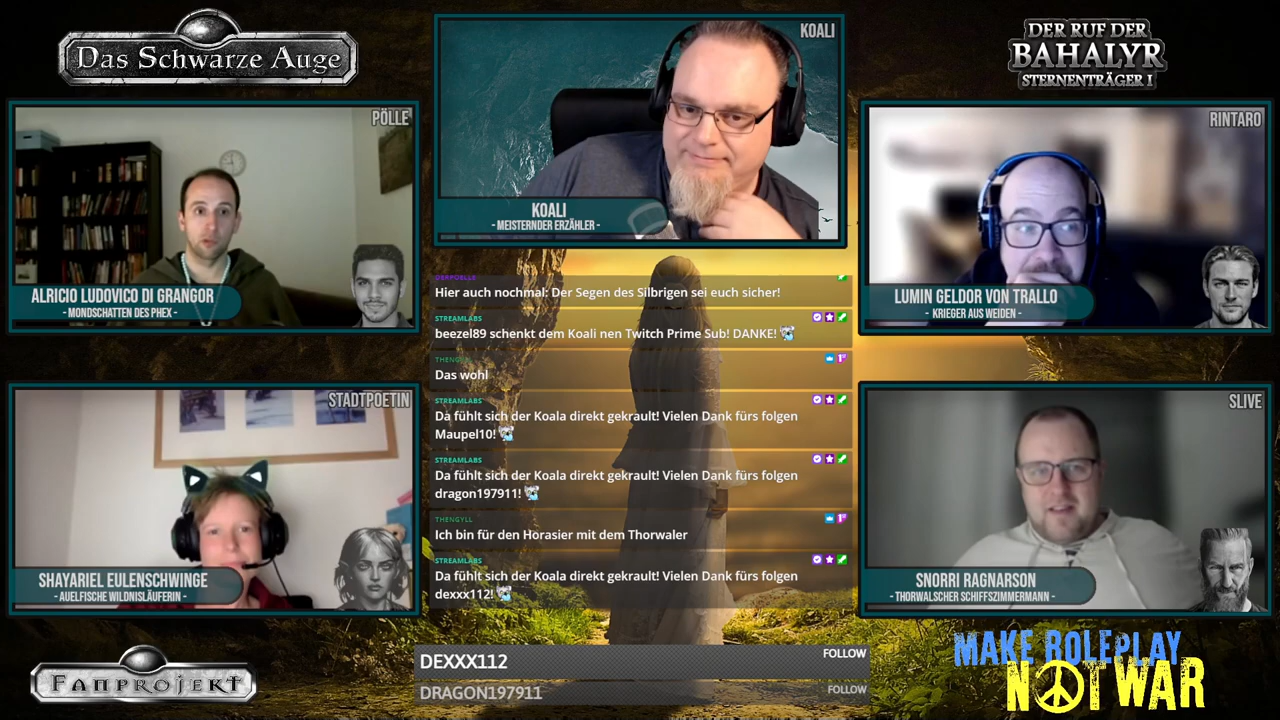 Das Schwarze Auge
KOALI
KOALI
- MEISTERNDER ERZÄHLER -
DER RUF DER
BAHALYR
STERNENTRÄGER I
PÖLLE
ALRICIO LUDOVICO DI GRANGOR
- MONDSCHATTEN DES PHEX -
RINTARO
LUMIN GELDOR VON TRALLO
- KRIEGER AUS WEIDEN -
DERPOELLE
Hier auch nochmal: Der Segen des Silbrigen sei euch sicher!
STREAMLABS
beezel89 schenkt dem Koali nen Twitch Prime Sub! DANKE!
THENGYLL
Das wohl
STREAMLABS
Da fühlt sich der Koala direkt gekrault! Vielen Dank fürs folgen
Maupel10!
STREAMLABS
Da fühlt sich der Koala direkt gekrault! Vielen Dank fürs folgen
dragon197911!
THENGYLL
Ich bin für den Horasier mit dem Thorwaler
STREAMLABS
Da fühlt sich der Koala direkt gekrault! Vielen Dank fürs folgen
dexxx112!
STADTPOETIN
SHAYARIEL EULENSCHWINGE
- AUELFISCHE WILDNISLÄUFERIN -
SLIVE
SNORRI RAGNARSON
- THORWALSCHER SCHIFFSZIMMERMANN -
FANPROJEKT
DEXXX112
FOLLOW
DRAGON197911
FOLLOW
MAKE ROLEPLAY
NOT WAR